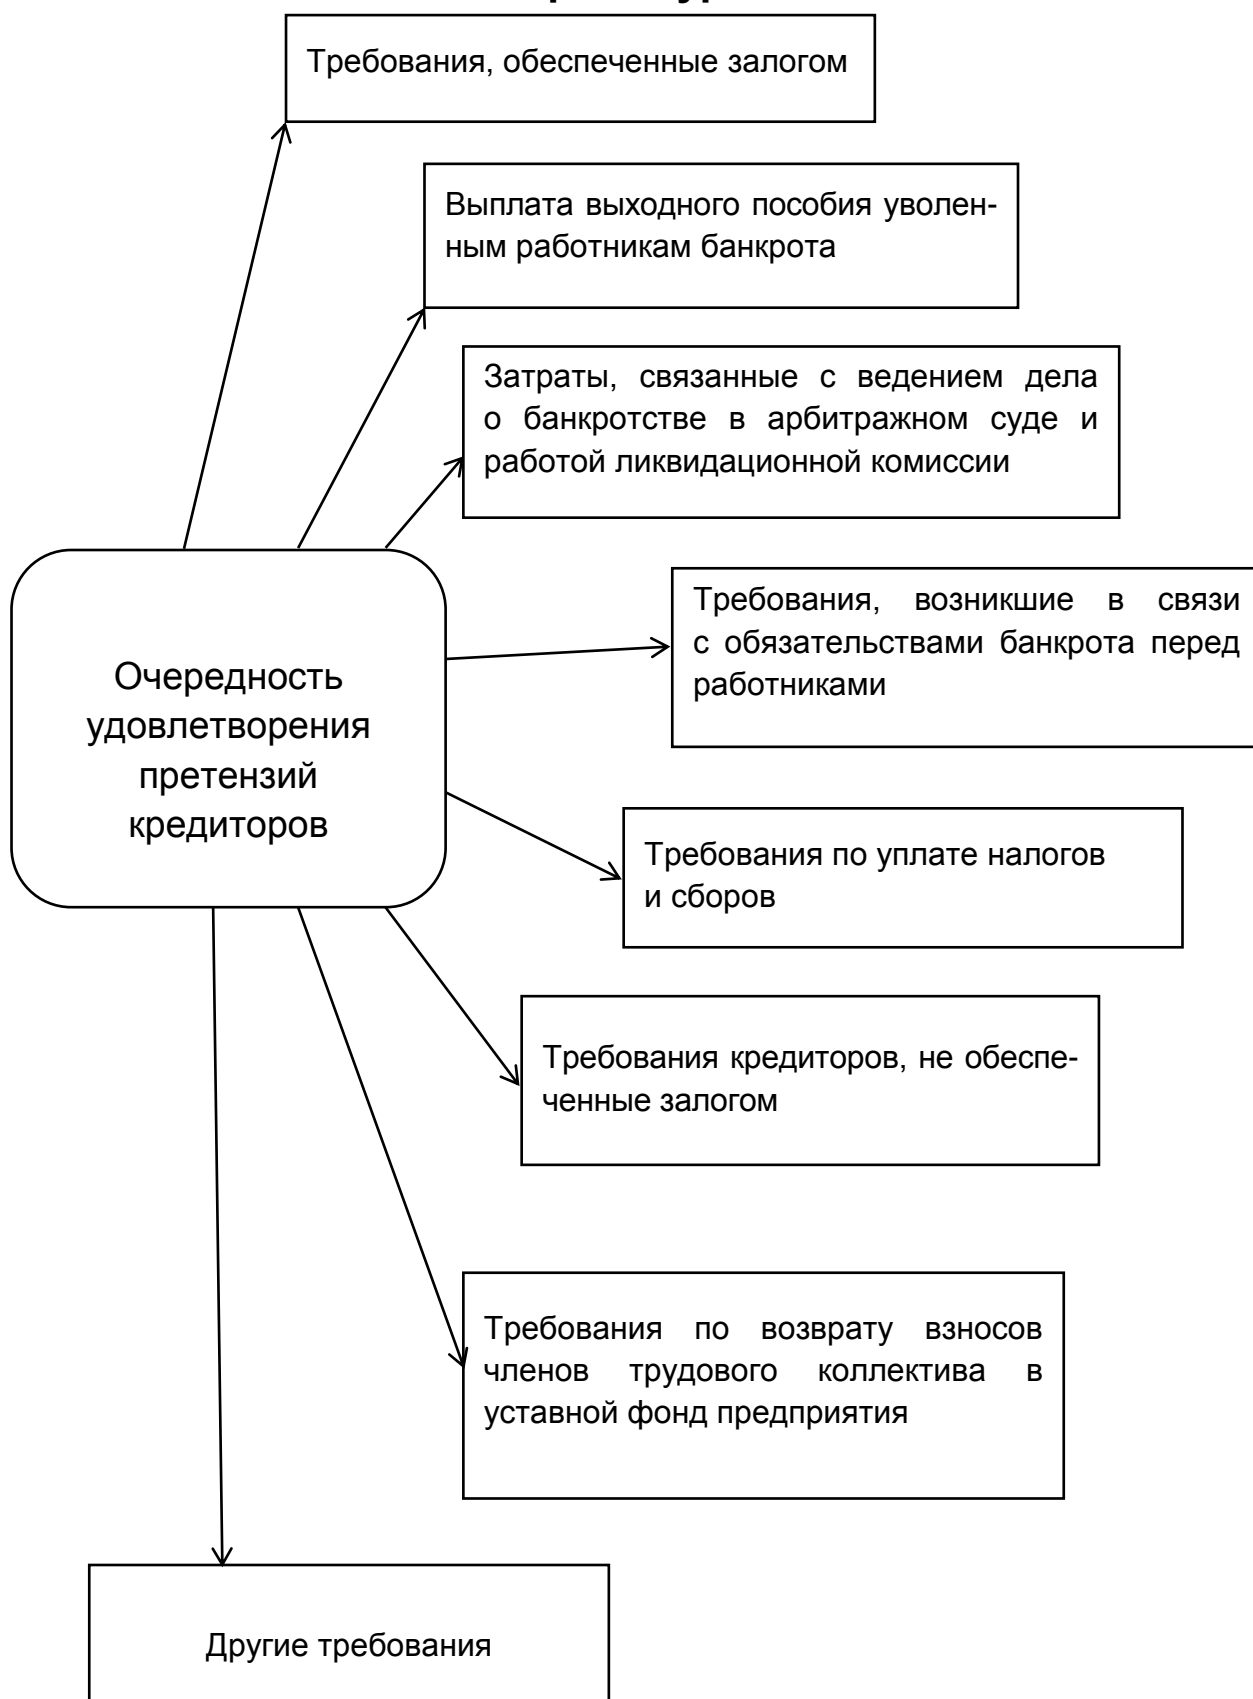 Требования, обеспеченные залогом
Выплата выходного пособия уволен-
ным работникам банкрота
Затраты, связанные с ведением дела
о банкротстве в арбитражном суде и
работой ликвидационной комиссии
Требования, возникшие в связи
с обязательствами банкрота перед
работниками
Очередность
удовлетворения
претензий
кредиторов
Требования по уплате налогов
и сборов
Требования кредиторов, не обеспе-
ченные залогом
Требования по возврату взносов
членов трудового коллектива в
уставной фонд предприятия
Другие требования